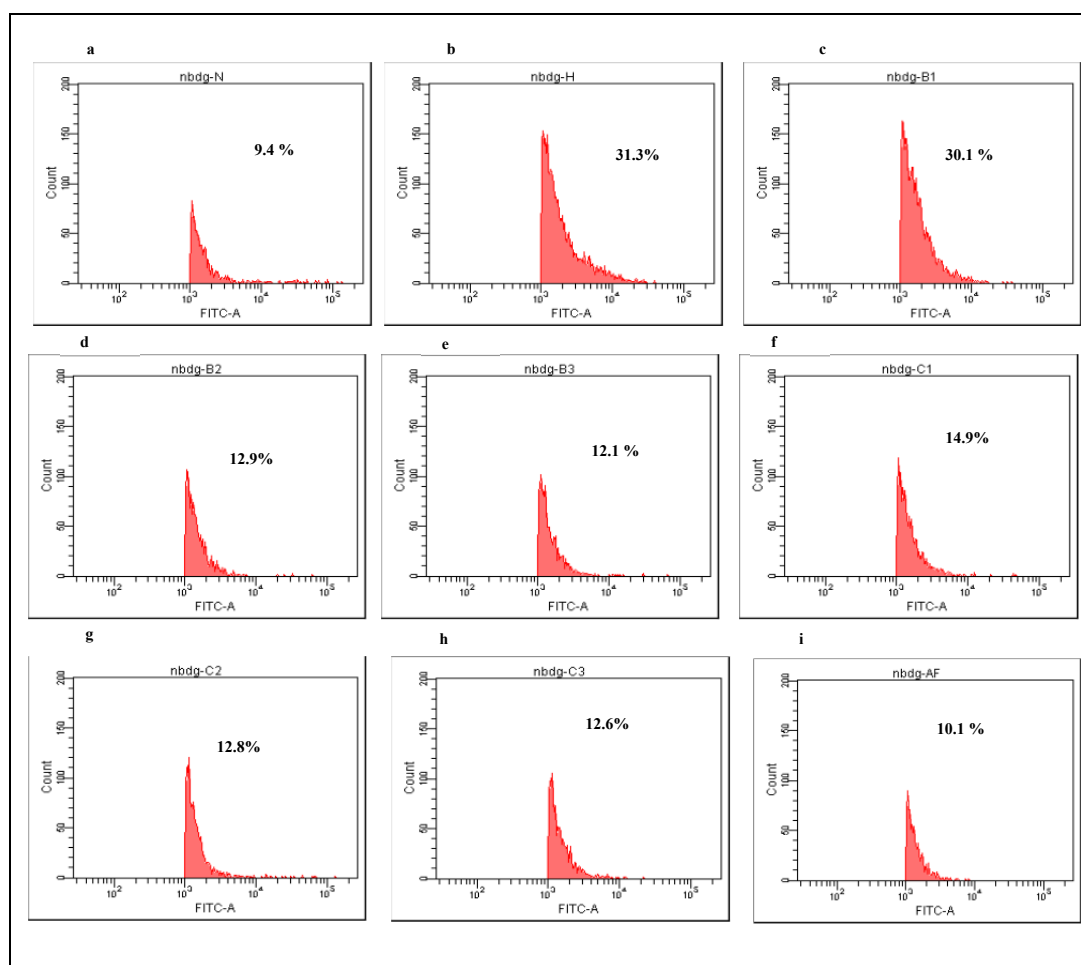 a
nbdg-N
200
150
100
50
0
Count
9.4 %
10² 10³ 10⁴ 10⁵
FITC-A
b
nbdg-H
200
150
100
50
0
Count
31.3%
10² 10³ 10⁴ 10⁵
FITC-A
c
nbdg-B1
200
150
100
50
0
Count
30.1 %
10² 10³ 10⁴ 10⁵
FITC-A
d
nbdg-B2
200
150
100
50
0
Count
12.9%
10² 10³ 10⁴ 10⁵
FITC-A
e
nbdg-B3
200
150
100
50
0
Count
12.1 %
10² 10³ 10⁴ 10⁵
FITC-A
f
nbdg-C1
200
150
100
50
0
Count
14.9%
10² 10³ 10⁴ 10⁵
FITC-A
g
nbdg-C2
200
150
100
50
0
Count
12.8%
10² 10³ 10⁴ 10⁵
FITC-A
h
nbdg-C3
200
150
100
50
0
Count
12.6%
10² 10³ 10⁴ 10⁵
FITC-A
i
nbdg-AF
200
150
100
50
0
Count
10.1 %
10² 10³ 10⁴ 10⁵
FITC-A